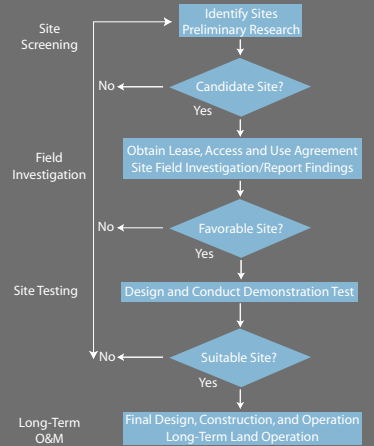 Site
Screening
Identify Sites
Preliminary Research
No
Candidate Site?
Yes
Field
Investigation
Obtain Lease, Access and Use Agreement
Site Field Investigation/Report Findings
No
Favorable Site?
Yes
Site Testing
Design and Conduct Demonstration Test
No
Suitable Site?
Yes
Long-Term
O&M
Final Design, Construction, and Operation
Long-Term Land Operation